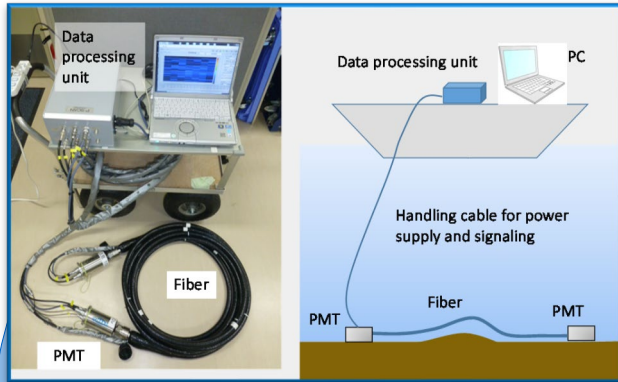 Data
processing
unit
Fiber
PMT
Data processing unit
PC
Handling cable for power
supply and signaling
Fiber
PMT
PMT